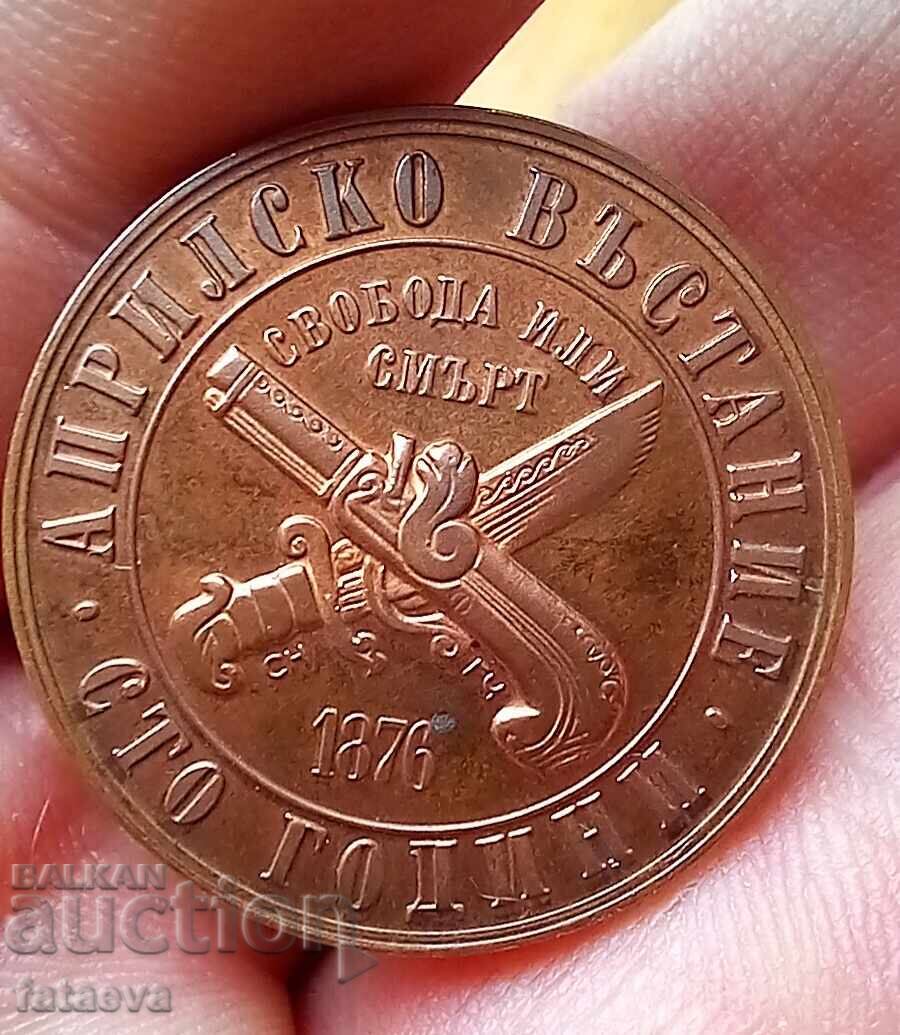 · АПРИЛСКО ВЪСТАНИЕ ·
СТО ГОДИНИ
СВОБОДА ИЛИ
СМЪРТ
1876
BALKAN
auction
fataeva